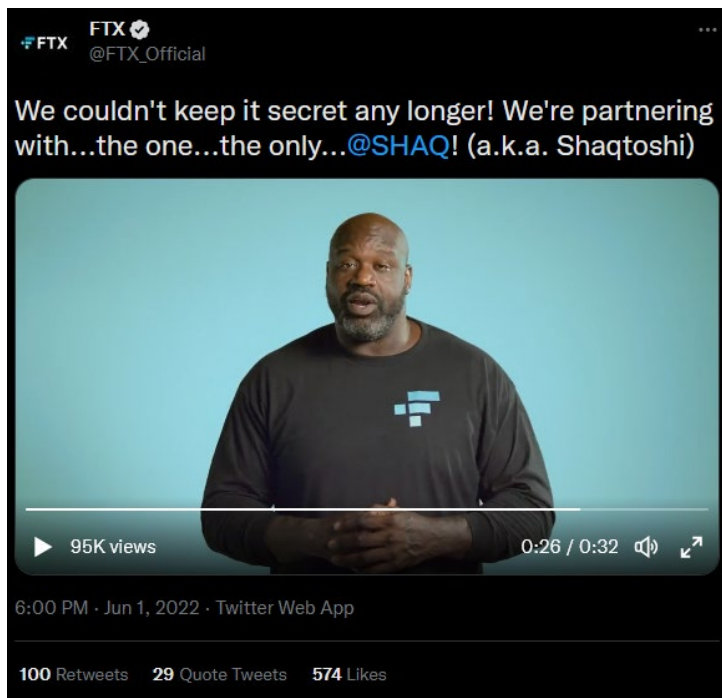 FTX
FTX
@FTX_Official
We couldn't keep it secret any longer! We're partnering
with...the one...the only...@SHAQ! (a.k.a. Shaqtoshi)
95K views
0:26 / 0:32
6:00 PM · Jun 1, 2022 · Twitter Web App
100 Retweets 29 Quote Tweets 574 Likes